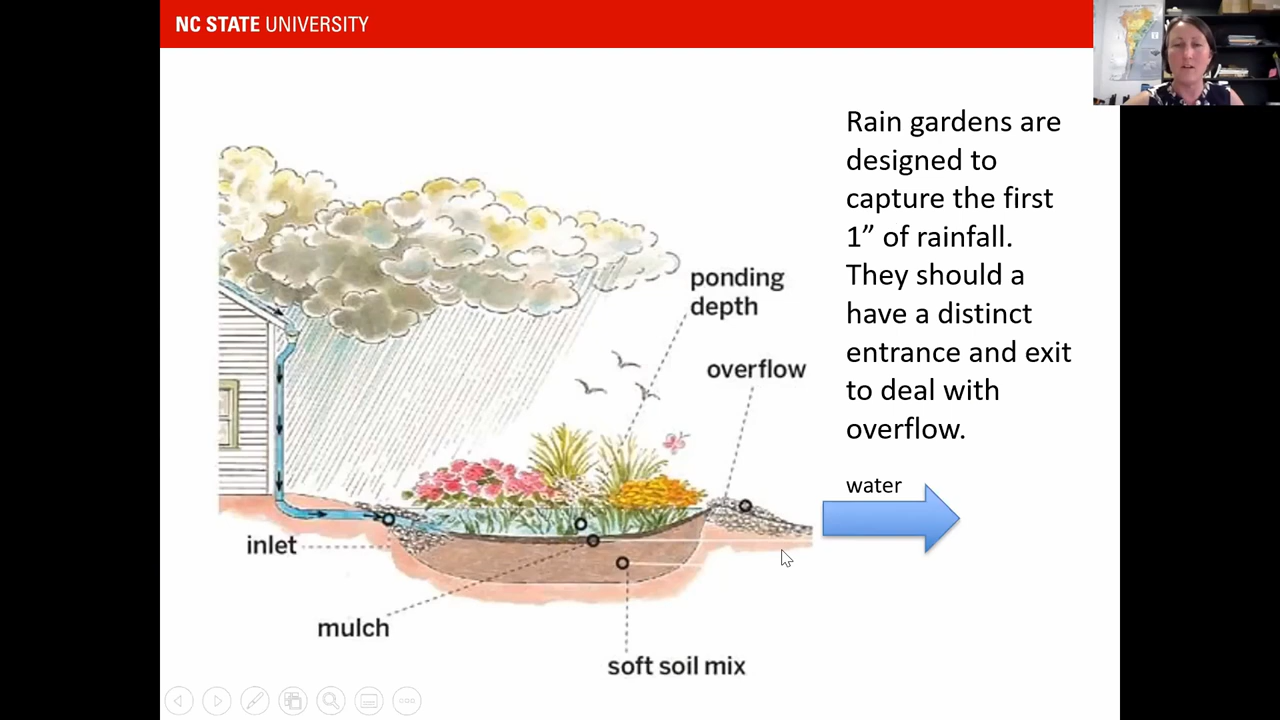 NC STATE UNIVERSITY
Rain gardens are
designed to
capture the first
1” of rainfall.
They should a
have a distinct
entrance and exit
to deal with
overflow.
water
ponding
depth
overflow
inlet
mulch
soft soil mix